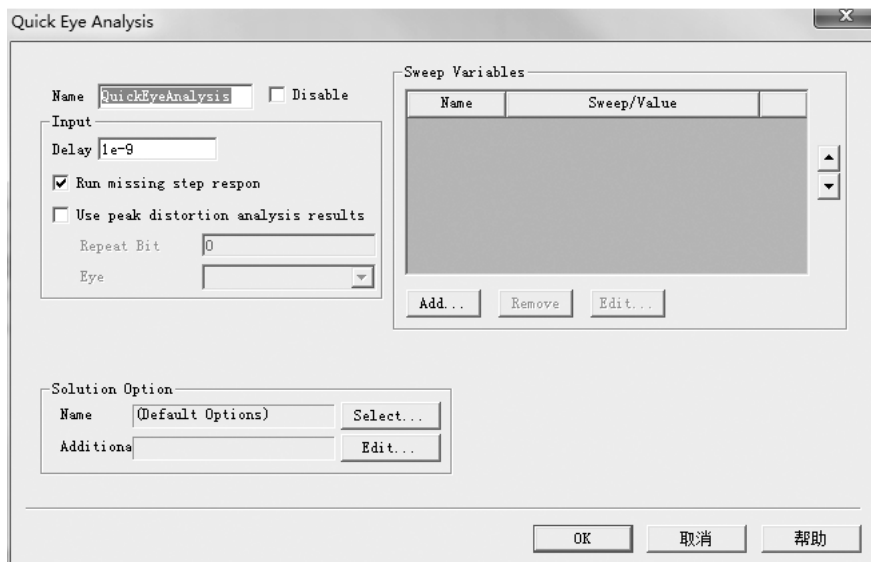 Quick Eye Analysis
X
Name QuickEyeAnalysis Disable
Input
Delay 1e-9
Run missing step respon
Use peak distortion analysis results
Repeat Bit 0
Eye
Sweep Variables
Name Sweep/Value
Add... Remove Edit...
Solution Option
Name (Default Options) Select...
Additiona Edit...
OK 取消 帮助